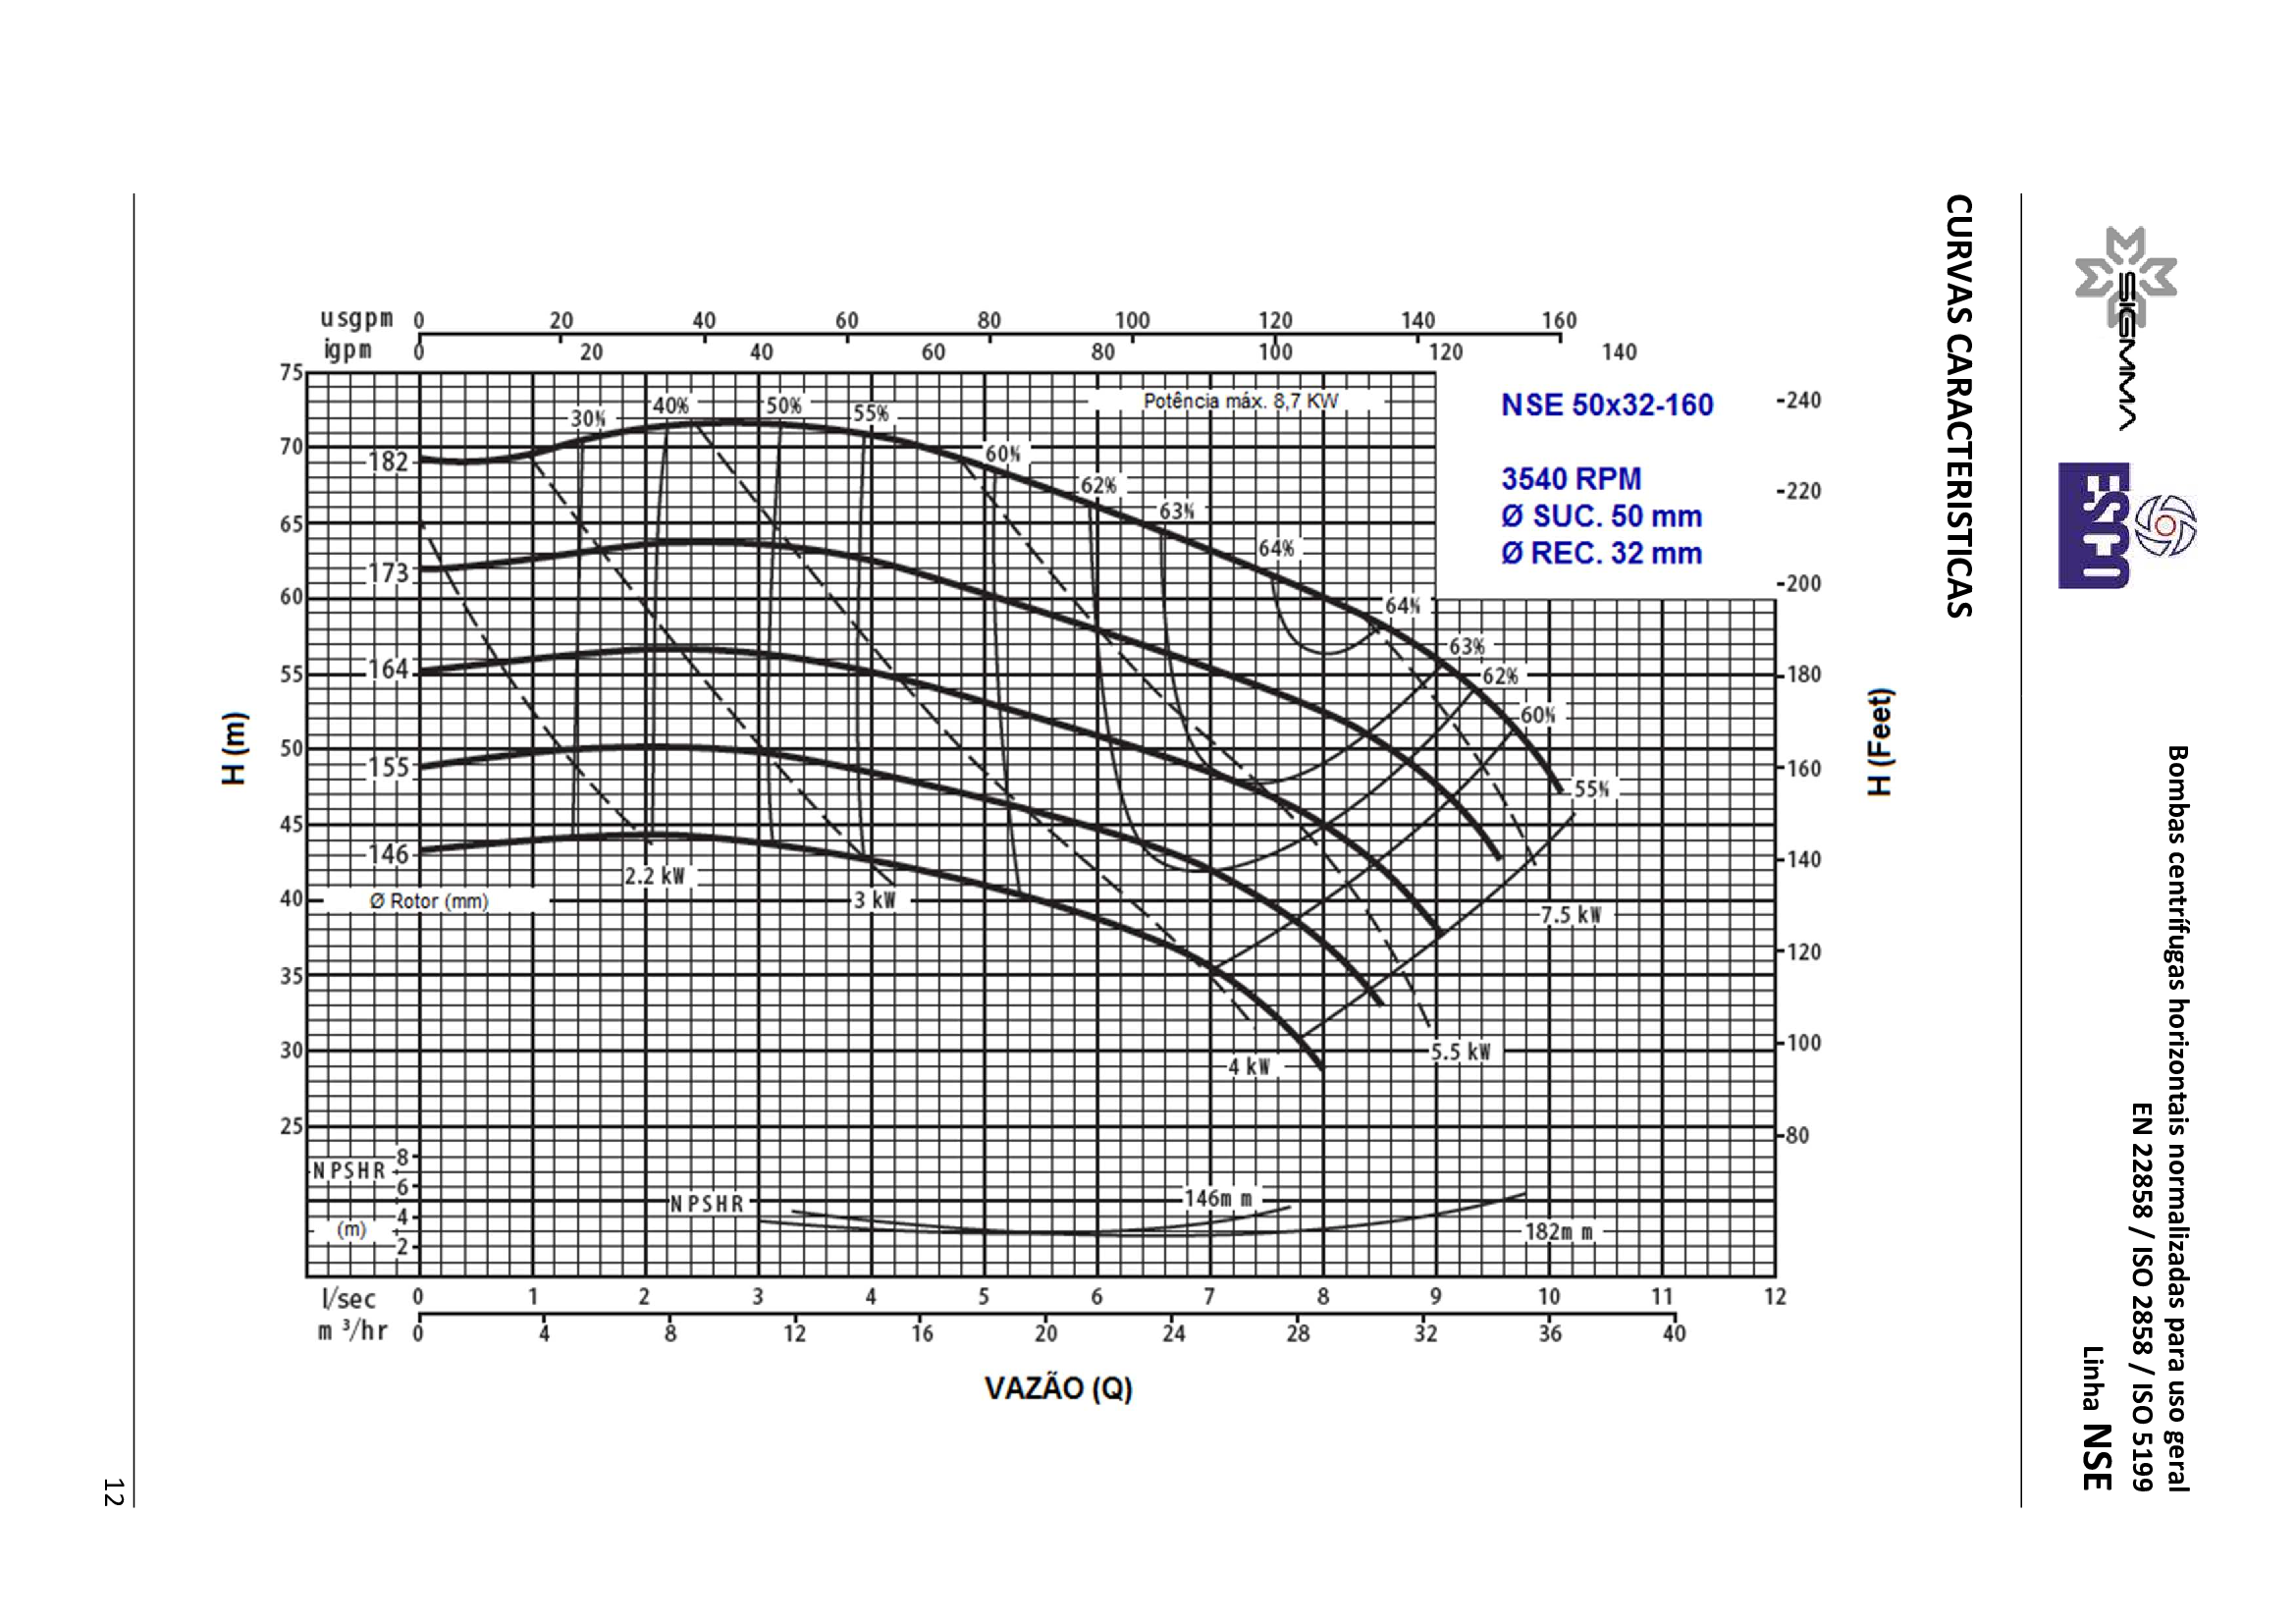 Bombas centrífugas horizontais normalizadas para uso geral
EN 22858 / ISO 2858 / ISO 5199
Linha NSE
SIGMMA
ESCO
CURVAS CARACTERISTICAS
usgpm 0 20 40 60 80 100 120 140 160
igpm 0 20 40 60 80 100 120 140
NSE 50x32-160
3540 RPM
Ø SUC. 50 mm
Ø REC. 32 mm
Potência máx. 8,7 KW
H (m)
75
70
65
60
55
50
45
40
35
30
25
H (Feet)
240
220
200
180
160
140
120
100
80
182
173
164
155
146
Ø Rotor (mm)
30%
40%
50%
55%
60%
62%
63%
64%
64%
63%
62%
60%
55%
2.2 kW
3 kW
4 kW
5.5 kW
7.5 kW
NPSHR
(m)
8
6
4
2
NPSHR
146m m
182m m
l/sec 0 1 2 3 4 5 6 7 8 9 10 11 12
m ³/hr 0 4 8 12 16 20 24 28 32 36 40
VAZÃO (Q)
12